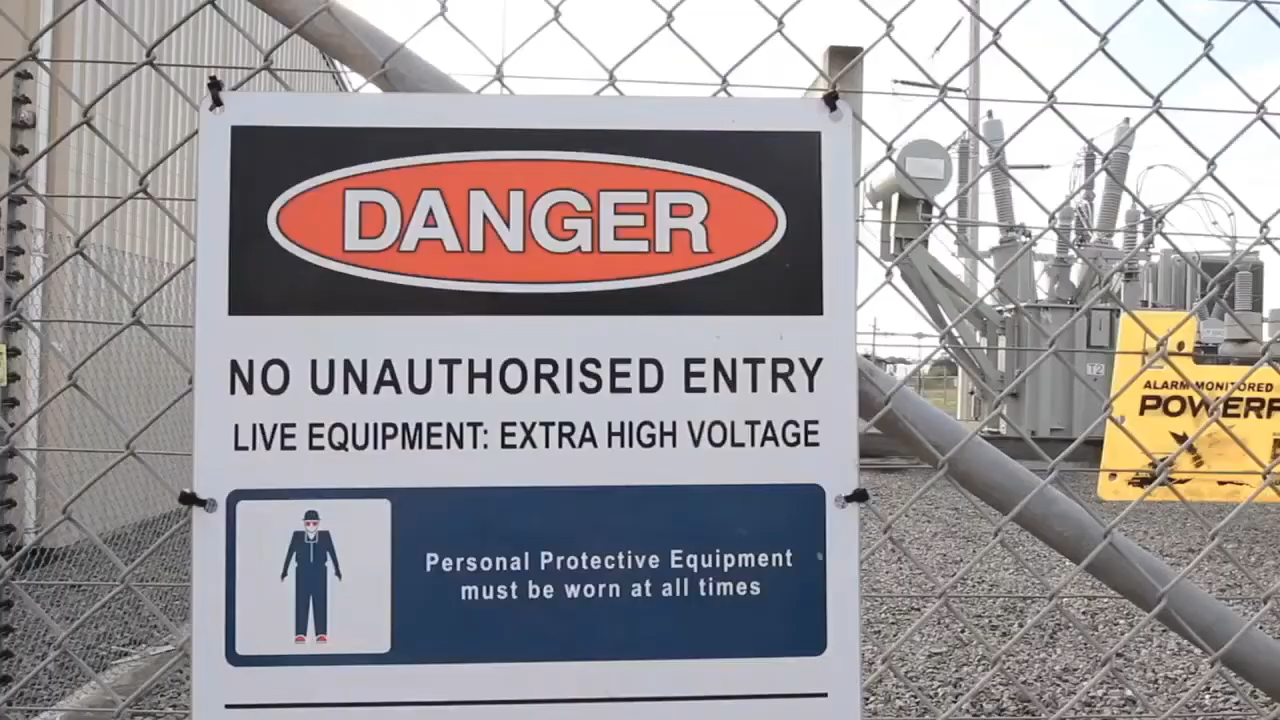 DANGER
NO UNAUTHORISED ENTRY
LIVE EQUIPMENT: EXTRA HIGH VOLTAGE
Personal Protective Equipment
must be worn at all times
T2
ALARM MONITORED
POWERF